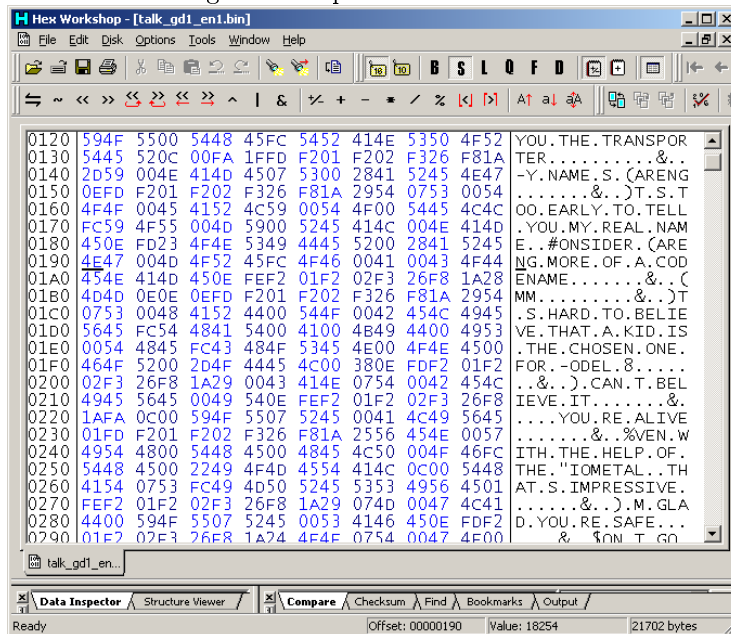 Hex Workshop - [talk_gd1_en1.bin]
File Edit Disk Options Tools Window Help
B S L Q F D
0120 594F 5500 5448 45FC 5452 414E 5350 4F52 YOU.THE.TRANSPOR
0130 5445 520C 00FA 1FFD F201 F202 F326 F81A TER..........&..
0140 2D59 004E 414D 4507 5300 2841 5245 4E47 -Y.NAME.S.(ARENG
0150 0EFD F201 F202 F326 F81A 2954 0753 0054 .......&..)T.S.T
0160 4F4F 0045 4152 4C59 0054 4F00 5445 4C4C OO.EARLY.TO.TELL
0170 FC59 4F55 004D 5900 5245 414C 004E 414D .YOU.MY.REAL.NAM
0180 450E FD23 4F4E 5349 4445 5200 2841 5245 E..#ONSIDER.(ARE
0190 4E47 004D 4F52 45FC 4F46 0041 0043 4F44 NG.MORE.OF.A.COD
01A0 454E 414D 450E FEF2 01F2 02F3 26F8 1A28 ENAME.......&..(
01B0 4D4D 0E0E 0EFD F201 F202 F326 F81A 2954 MM.........&..)T
01C0 0753 0048 4152 4400 544F 0042 454C 4945 .S.HARD.TO.BELIE
01D0 5645 FC54 4841 5400 4100 4B49 4400 4953 VE.THAT.A.KID.IS
01E0 0054 4845 FC43 484F 5345 4E00 4F4E 4500 .THE.CHOSEN.ONE.
01F0 464F 5200 2D4F 4445 4C00 380E FDF2 01F2 FOR.-ODEL.8.....
0200 02F3 26F8 1A29 0043 414E 0754 0042 454C ..&..).CAN.T.BEL
0210 4945 5645 0049 540E FEF2 01F2 02F3 26F8 IEVE.IT.......&.
0220 1AFA 0C00 594F 5507 5245 0041 4C49 5645 ....YOU.RE.ALIVE
0230 01FD F201 F202 F326 F81A 2556 454E 0057 .......&..%VEN.W
0240 4954 4800 5448 4500 4845 4C50 004F 46FC ITH.THE.HELP.OF.
0250 5448 4500 2249 4F4D 4554 414C 0C00 5448 THE."IOMETAL..TH
0260 4154 0753 FC49 4D50 5245 5353 4956 4501 AT.S.IMPRESSIVE.
0270 FEF2 01F2 02F3 26F8 1A29 074D 0047 4C41 ......&..).M.GLA
0280 4400 594F 5507 5245 0053 4146 450E FDF2 D.YOU.RE.SAFE...
0290 01F2 02F3 26F8 1A24 4F4E 0754 0047 4F00 ....&..$ON.T.GO.
talk_gd1_en...
Data Inspector Structure Viewer Compare Checksum Find Bookmarks Output
Ready Offset: 00000190 Value: 18254 21702 bytes